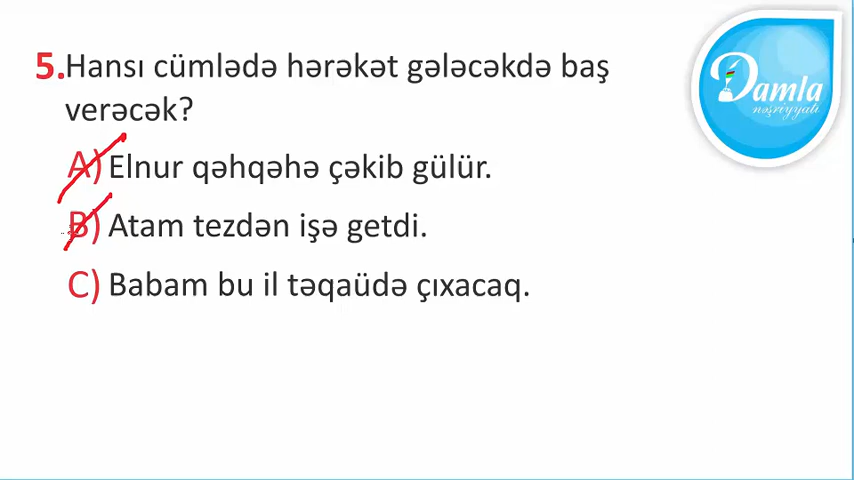 5. Hansı cümlədə hərəkət gələcəkdə baş
verəcək?
A) Elnur qəhqəhə çəkib gülür.
B) Atam tezdən işə getdi.
C) Babam bu il təqaüdə çıxacaq.
Damla
nəşriyyatı